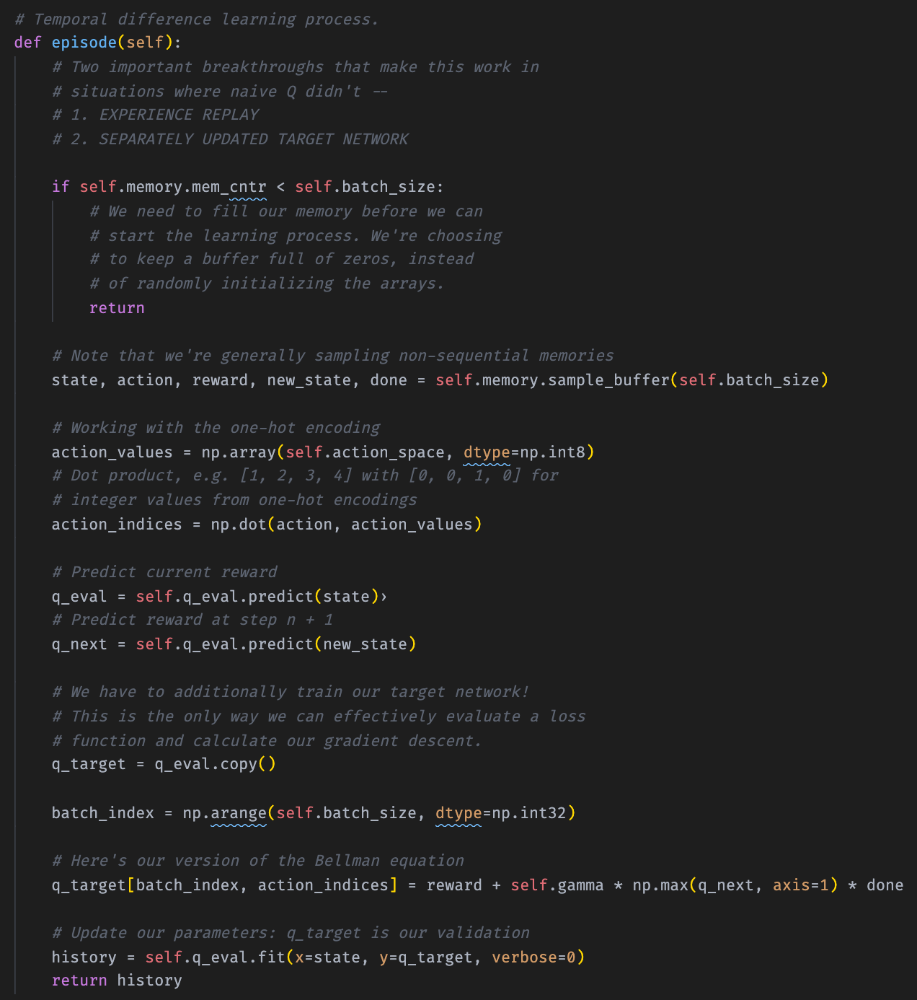 # Temporal difference learning process.
def episode(self):
# Two important breakthroughs that make this work in
# situations where naive Q didn't --
# 1. EXPERIENCE REPLAY
# 2. SEPARATELY UPDATED TARGET NETWORK
if self.memory.mem_cntr < self.batch_size:
# We need to fill our memory before we can
# start the learning process. We're choosing
# to keep a buffer full of zeros, instead
# of randomly initializing the arrays.
return
# Note that we're generally sampling non-sequential memories
state, action, reward, new_state, done = self.memory.sample_buffer(self.batch_size)
# Working with the one-hot encoding
action_values = np.array(self.action_space, dtype=np.int8)
# Dot product, e.g. [1, 2, 3, 4] with [0, 0, 1, 0] for
# integer values from one-hot encodings
action_indices = np.dot(action, action_values)
# Predict current reward
q_eval = self.q_eval.predict(state)›
# Predict reward at step n + 1
q_next = self.q_eval.predict(new_state)
# We have to additionally train our target network!
# This is the only way we can effectively evaluate a loss
# function and calculate our gradient descent.
q_target = q_eval.copy()
batch_index = np.arange(self.batch_size, dtype=np.int32)
# Here's our version of the Bellman equation
q_target[batch_index, action_indices] = reward + self.gamma * np.max(q_next, axis=1) * done
# Update our parameters: q_target is our validation
history = self.q_eval.fit(x=state, y=q_target, verbose=0)
return history